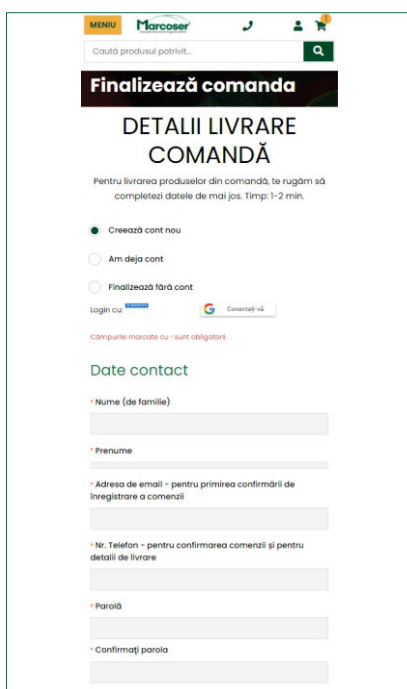 MENIU
Marcoser
1
Caută produsul potrivit...
Finalizează comanda
DETALII LIVRARE
COMANDĂ
Pentru livrarea produselor din comandă, te rugăm să
completezi datele de mai jos. Timp: 1-2 min.
Creează cont nou
Am deja cont
Finalizează fără cont
Login cu:
G Conectați-vă
Câmpurile marcate cu * sunt obligatorii
Date contact
* Nume (de familie)
* Prenume
* Adresa de email - pentru primirea confirmării de
înregistrare a comenzii
* Nr. Telefon - pentru confirmarea comenzii și pentru
detalii de livrare
* Parolă
* Confirmați parola